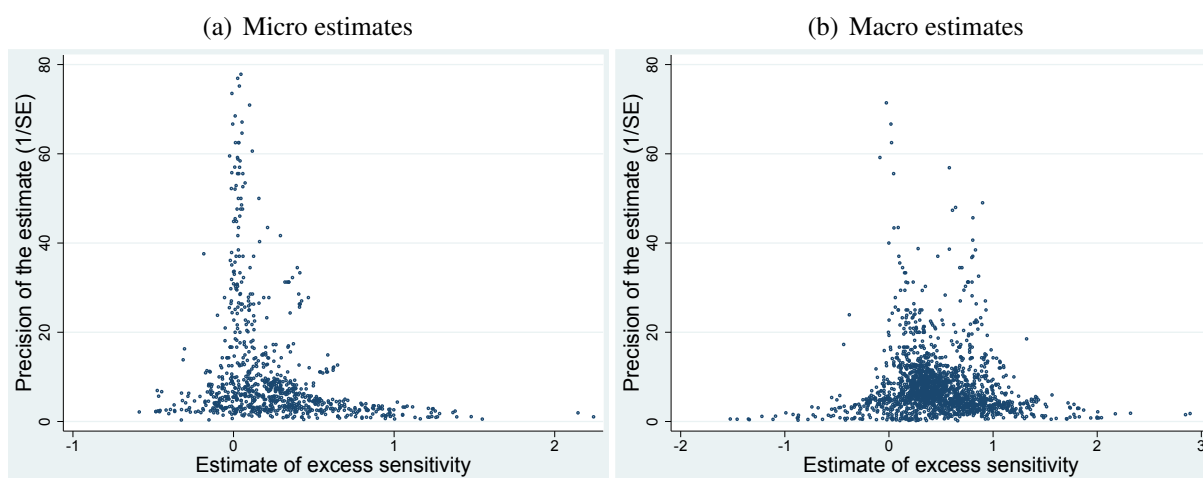 (a) Micro estimates
Precision of the estimate (1/SE)
80
60
40
20
0
-1 0 1 2
Estimate of excess sensitivity
(b) Macro estimates
Precision of the estimate (1/SE)
80
60
40
20
0
-2 -1 0 1 2 3
Estimate of excess sensitivity